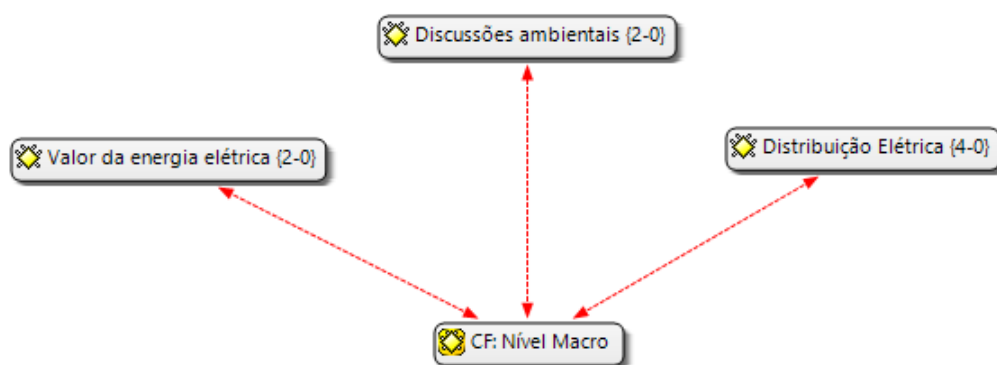 Discussões ambientais {2-0}
Valor da energia elétrica {2-0}
Distribuição Elétrica {4-0}
CF: Nível Macro